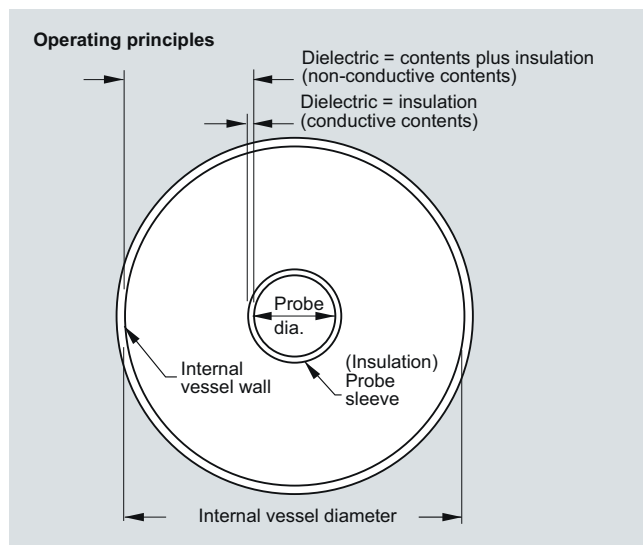 Operating principles
Dielectric = contents plus insulation
(non-conductive contents)
Dielectric = insulation
(conductive contents)
Probe
dia.
(Insulation)
Probe
sleeve
Internal
vessel wall
Internal vessel diameter